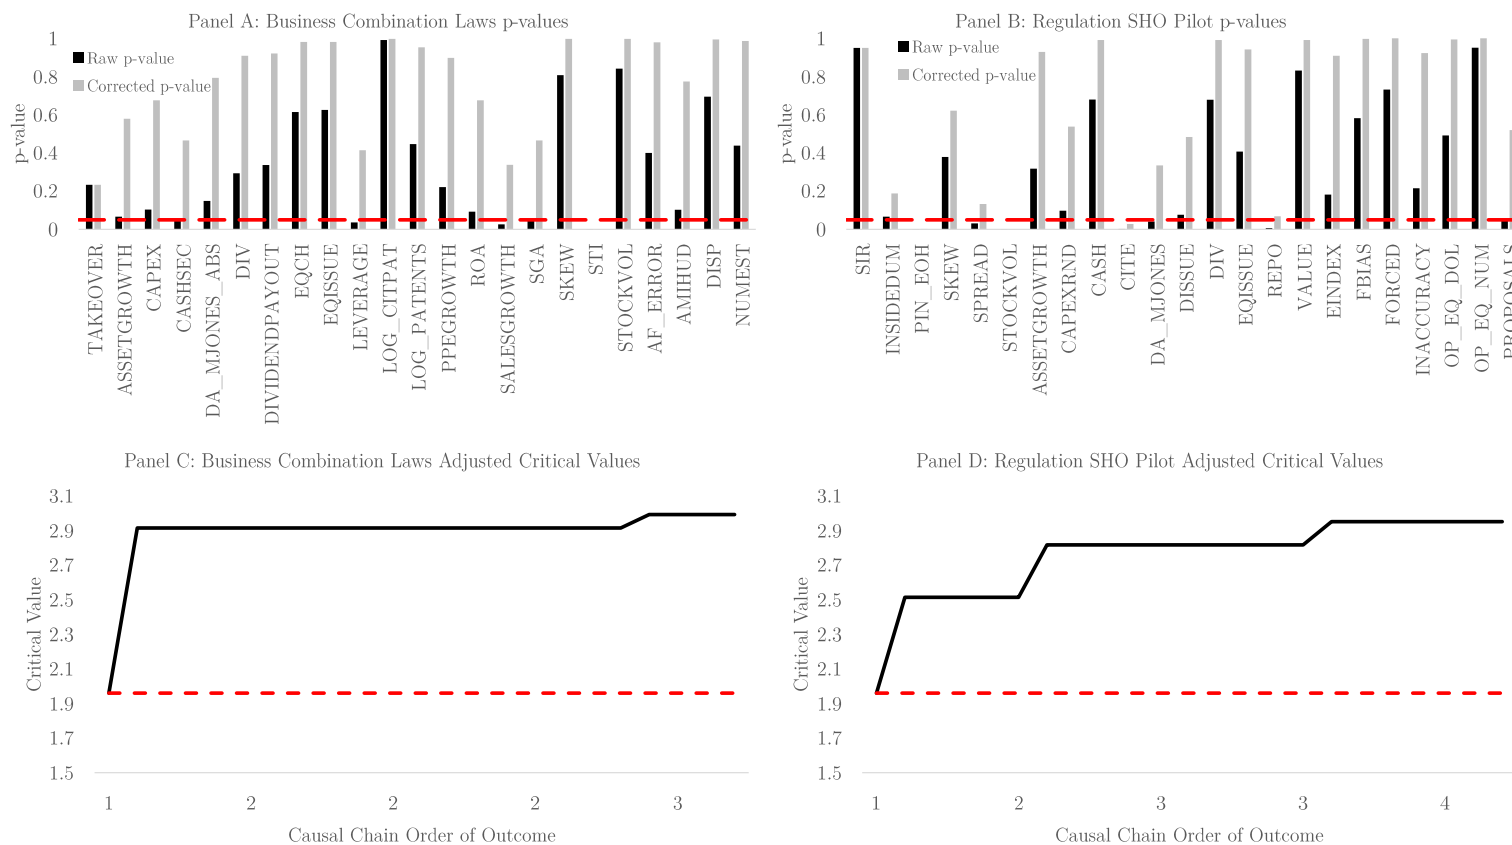 Panel A: Business Combination Laws p-values
Raw p-value
Corrected p-value
p-value
1
0.8
0.6
0.4
0.2
0
TAKEOVER
ASSETGROWTH
CAPEX
CASHSEC
DA_MJONES_ABS
DIV
DIVIDENDPAYOUT
EQCH
EQISSUE
LEVERAGE
LOG_CITPAT
LOG_PATENTS
PPEGROWTH
ROA
SALESGROWTH
SGA
SKEW
STI
STOCKVOL
AF_ERROR
AMIHUD
DISP
NUMEST
Panel B: Regulation SHO Pilot p-values
Raw p-value
Corrected p-value
p-value
1
0.8
0.6
0.4
0.2
0
SIR
INSIDEDUM
PIN_EOH
SKEW
SPREAD
STOCKVOL
ASSETGROWTH
CAPEXRND
CASH
CITE
DA_MJONES
DISSUE
DIV
EQISSUE
REPO
VALUE
EINDEX
FBIAS
FORCED
INACCURACY
OP_EQ_DOL
OP_EQ_NUM
PROPOSALS
Panel C: Business Combination Laws Adjusted Critical Values
Critical Value
3.1
2.9
2.7
2.5
2.3
2.1
1.9
1.7
1.5
1 2 2 2 3
Causal Chain Order of Outcome
Panel D: Regulation SHO Pilot Adjusted Critical Values
Critical Value
3.1
2.9
2.7
2.5
2.3
2.1
1.9
1.7
1.5
1 2 3 3 4
Causal Chain Order of Outcome